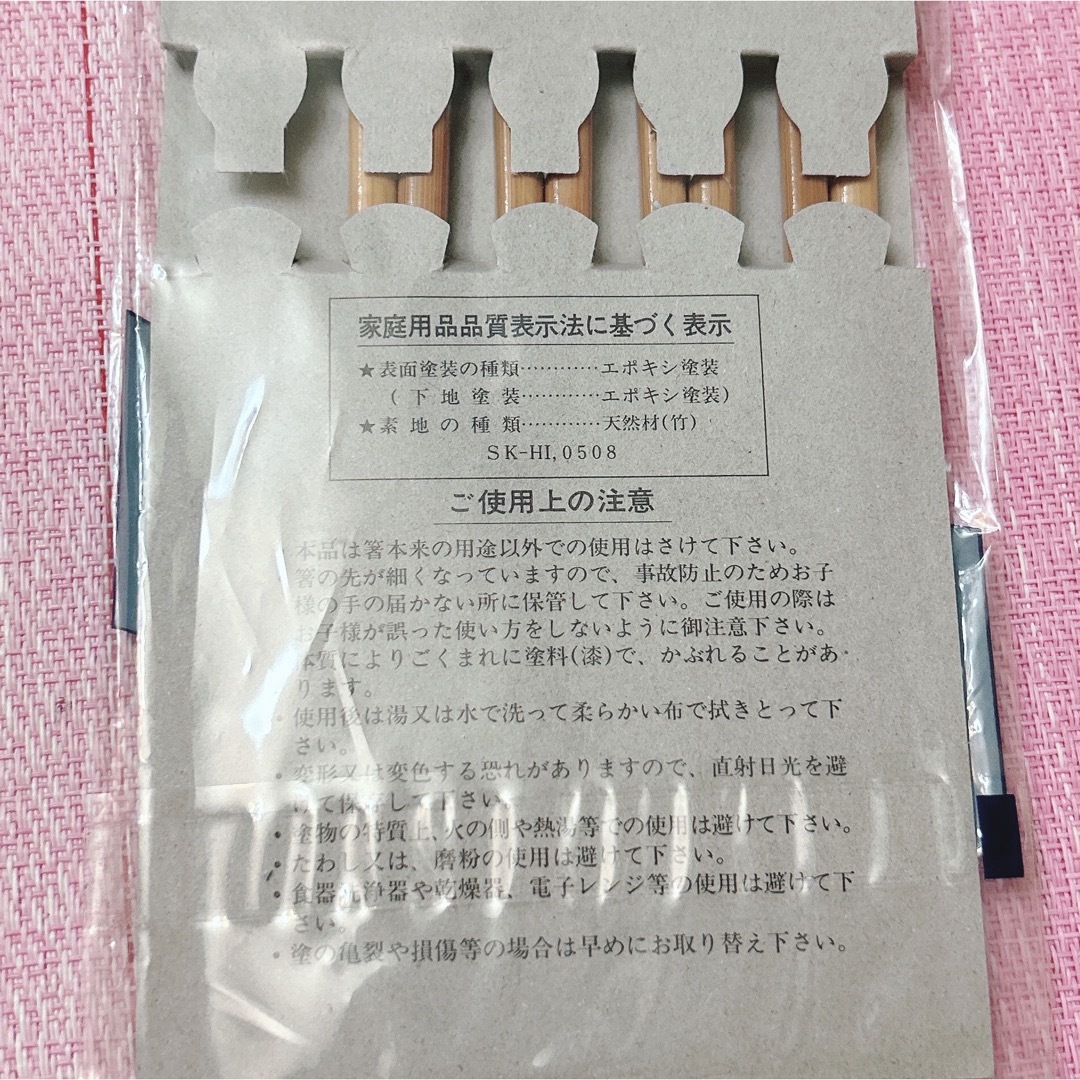 家庭用品品質表示法に基づく表示
★表面塗装の種類…………エポキシ塗装
(下地塗装…………エポキシ塗装)
★素地の種類…………天然材(竹)
SK-HI,0508
ご使用上の注意
本品は箸本来の用途以外での使用はさけて下さい。
箸の先が細くなっていますので、事故防止のためお子
様の手の届かない所に保管して下さい。ご使用の際は
お子様が誤った使い方をしないように御注意下さい。
体質によりごくまれに塗料(漆)で、かぶれることがあ
ります。
・使用後は湯又は水で洗って柔らかい布で拭きとって下
さい。
・変形又は変色する恐れがありますので、直射日光を避
けて保存して下さい。
・塗物の特質上、火の側や熱湯等での使用は避けて下さい。
・たわし又は、磨粉の使用は避けて下さい。
・食器洗浄器や乾燥器、電子レンジ等の使用は避けて下
さい。
・塗の亀裂や損傷等の場合は早めにお取り替え下さい。